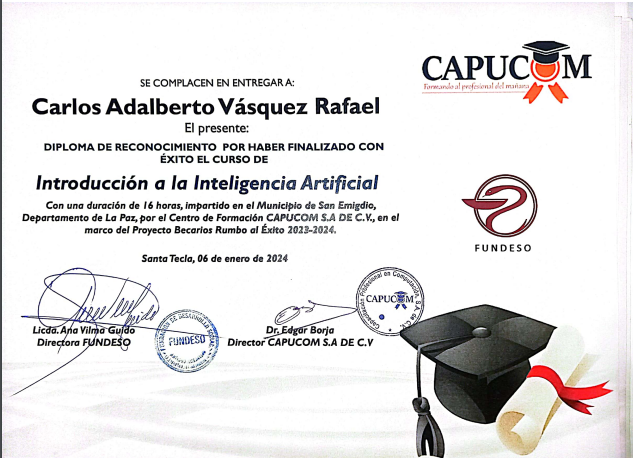 CAPUCOM
Formando al profesional del mañana
SE COMPLACEN EN ENTREGAR A:
Carlos Adalberto Vásquez Rafael
El presente:
DIPLOMA DE RECONOCIMIENTO POR HABER FINALIZADO CON
ÉXITO EL CURSO DE
Introducción a la Inteligencia Artificial
Con una duración de 16 horas, impartido en el Municipio de San Emigdio,
Departamento de La Paz, por el Centro de Formación CAPUCOM S.A DE C.V., en el
marco del Proyecto Becarios Rumbo al Éxito 2023-2024.
FUNDESO
Santa Tecla, 06 de enero de 2024
Licda. Ana Vilma Guido
Directora FUNDESO
FUNDESO
Dr. Edgar Borja
Director CAPUCOM S.A DE C.V
Capacitación Profesional en Computación, S.A. de C.V.
CAPUCOM